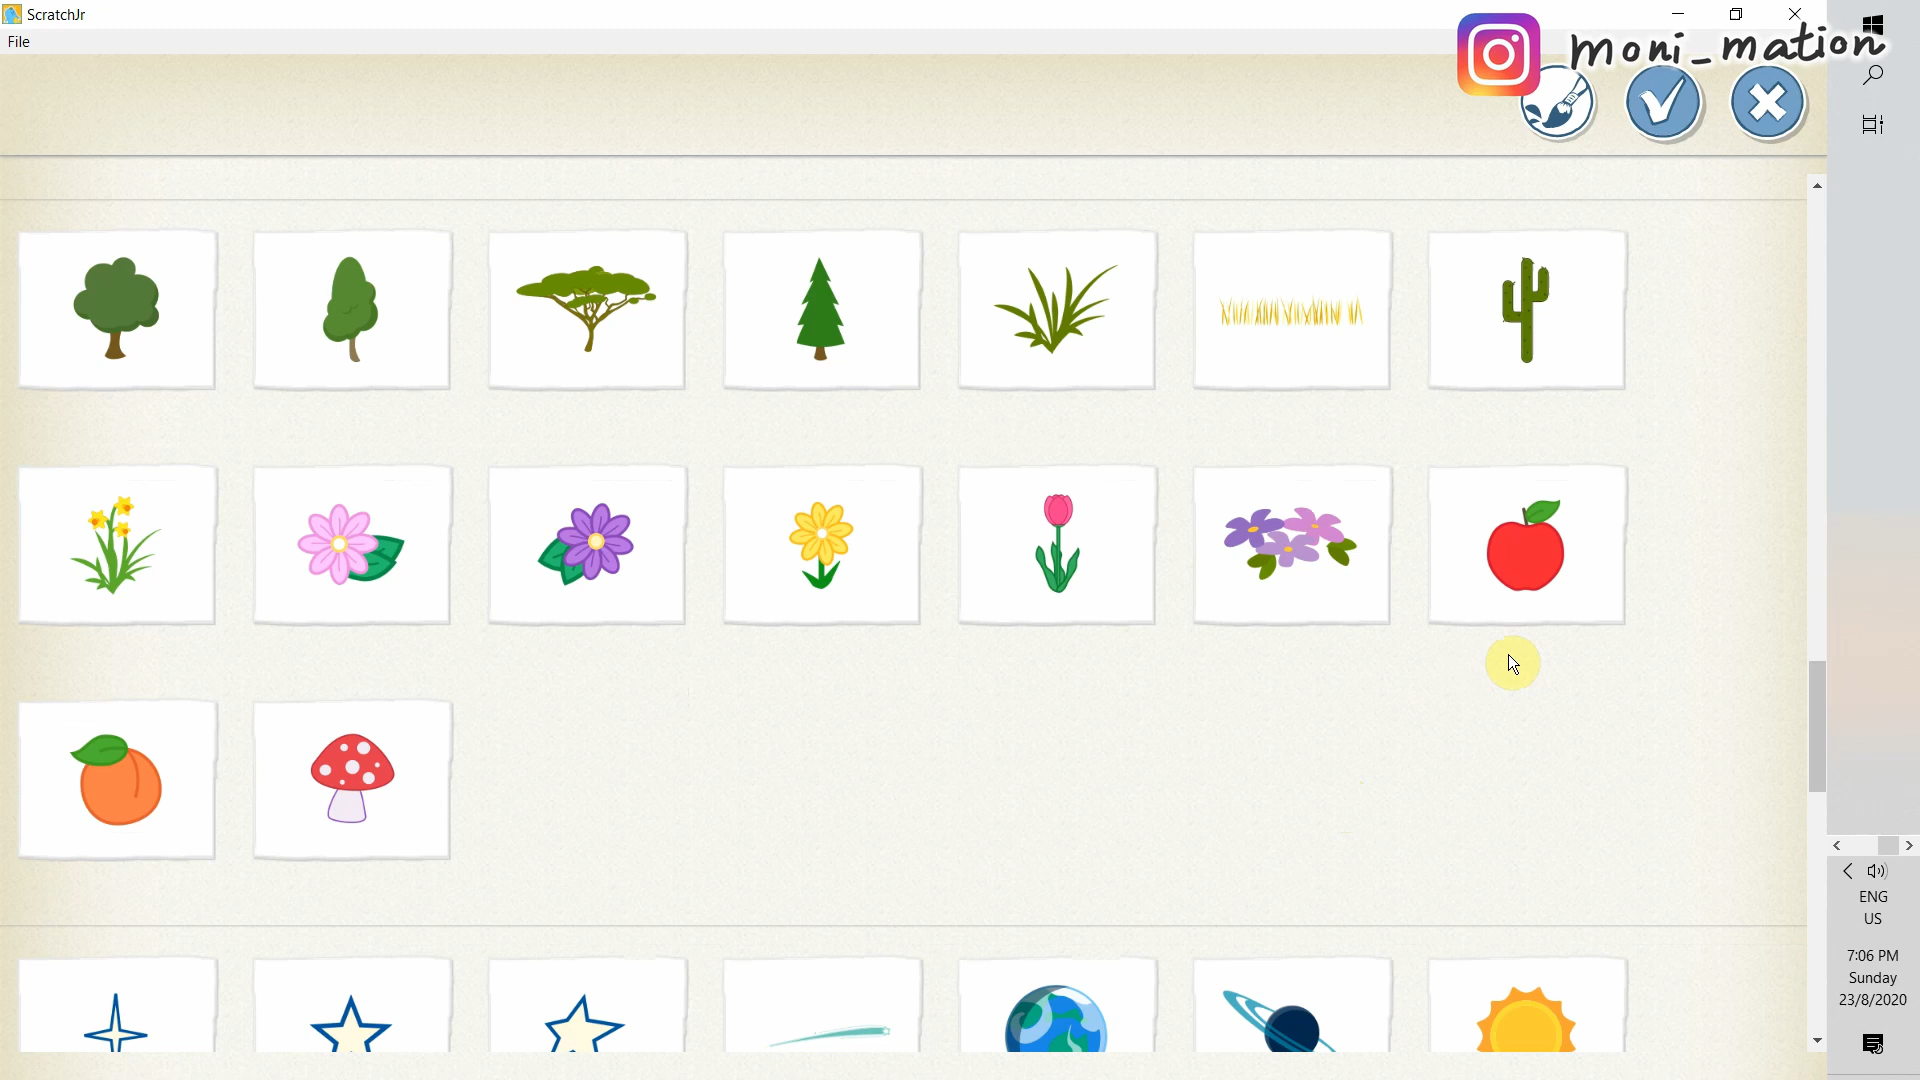 ScratchJr
File
moni_mation
ENG
US
7:06 PM
Sunday
23/8/2020